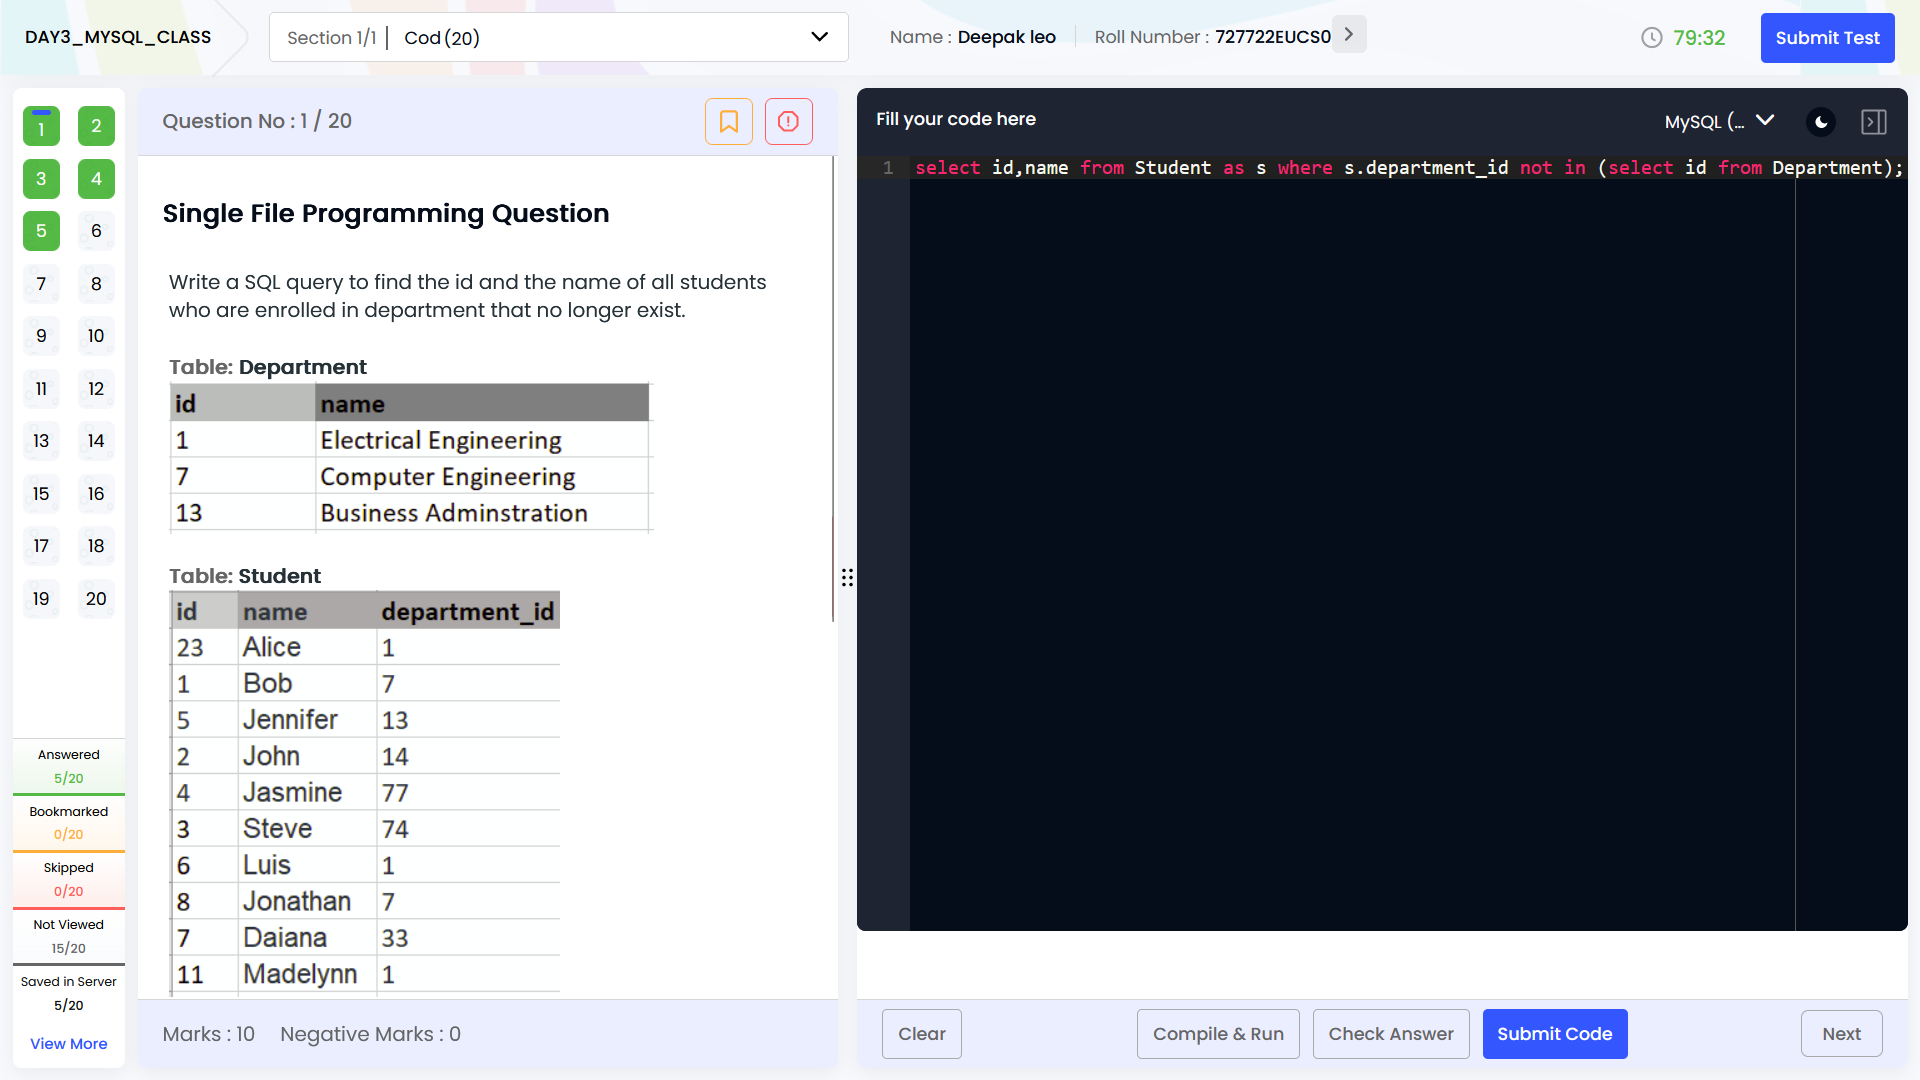 DAY3_MYSQL_CLASS
Section 1/1 | Cod (20)
Name : Deepak leo
Roll Number : 727722EUCS0
79:32
Submit Test
1 2
3 4
5 6
7 8
9 10
11 12
13 14
15 16
17 18
19 20
Answered
5/20
Bookmarked
0/20
Skipped
0/20
Not Viewed
15/20
Saved in Server
5/20
View More
Question No : 1 / 20
Single File Programming Question
Write a SQL query to find the id and the name of all students
who are enrolled in department that no longer exist.
Table: Department
id name
1 Electrical Engineering
7 Computer Engineering
13 Business Adminstration
Table: Student
id name department_id
23 Alice 1
1 Bob 7
5 Jennifer 13
2 John 14
4 Jasmine 77
3 Steve 74
6 Luis 1
8 Jonathan 7
7 Daiana 33
11 Madelynn 1
Marks : 10 Negative Marks : 0
Fill your code here
MySQL (...
1 select id,name from Student as s where s.department_id not in (select id from Department);
Clear
Compile & Run
Check Answer
Submit Code
Next